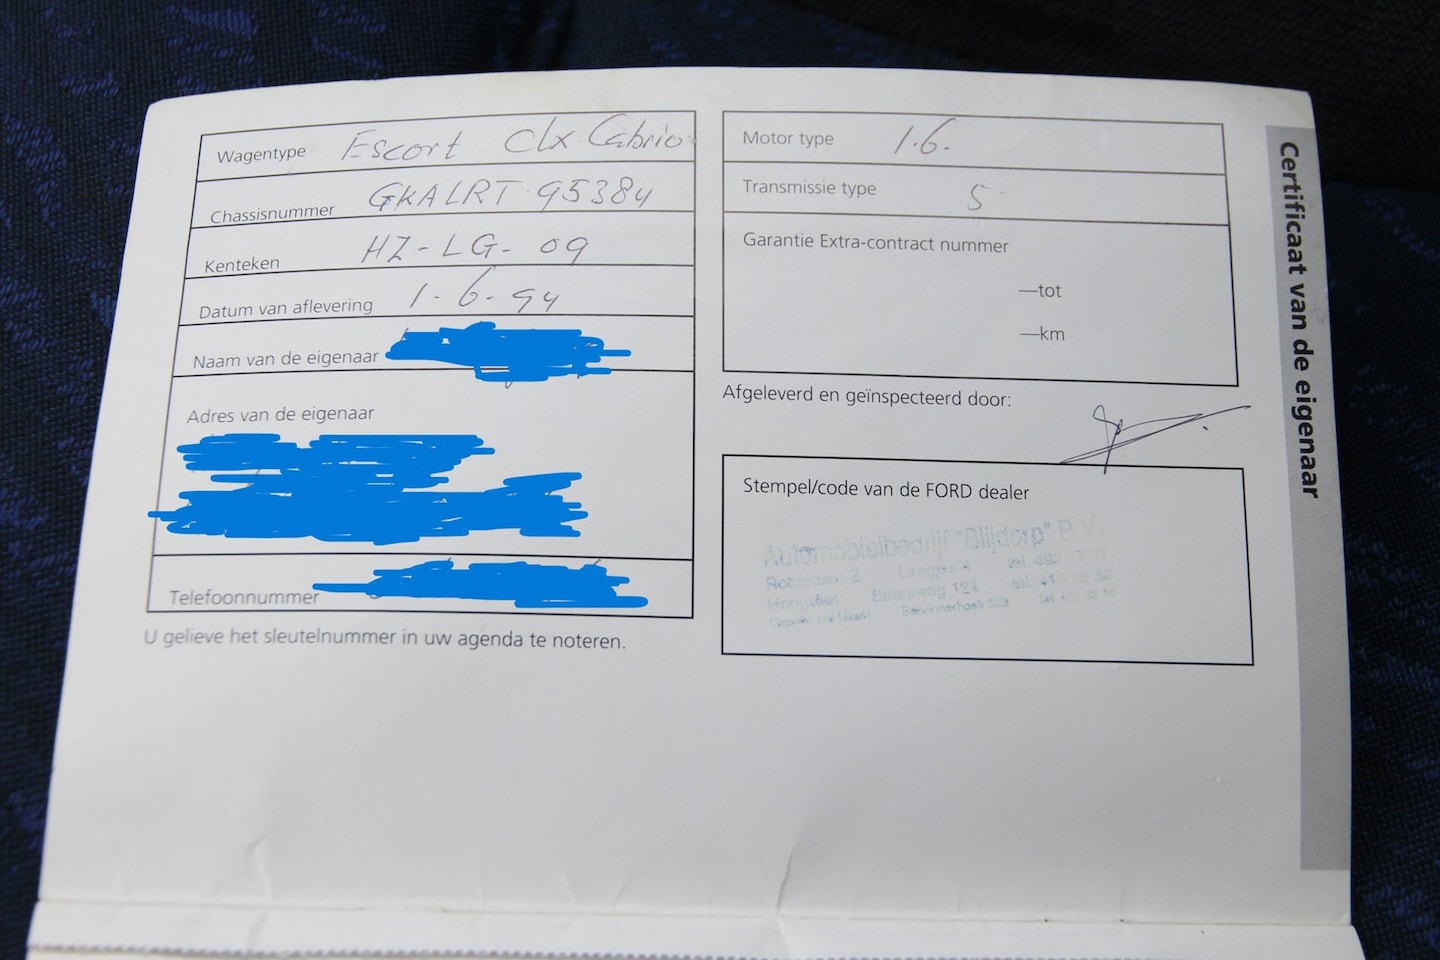 Wagentype Escort Clx Cabrio
Chassisnummer GKALRT 95384
Kenteken HZ-LG-09
Datum van aflevering 1-6-94
Naam van de eigenaar
Adres van de eigenaar
Telefoonnummer
U gelieve het sleutelnummer in uw agenda te noteren.
Motor type 1.6.
Transmissie type 5
Garantie Extra-contract nummer
—tot
—km
Afgeleverd en geïnspecteerd door:
Stempel/code van de FORD dealer
Automobielbedrijf "Blijdorp" B.V.
Baarsweg 124
Certificaat van de eigenaar